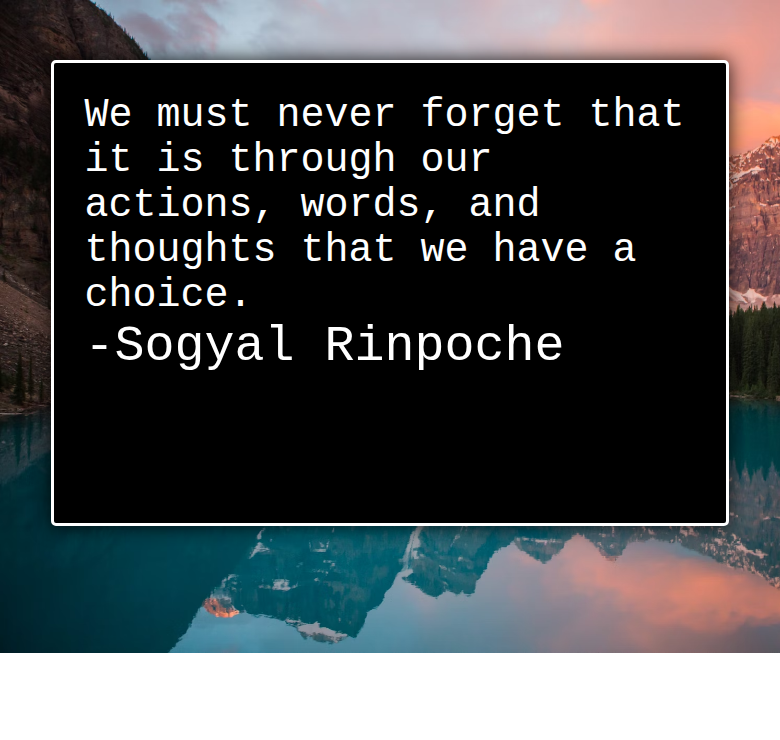 We must never forget that
it is through our
actions, words, and
thoughts that we have a
choice.
-Sogyal Rinpoche